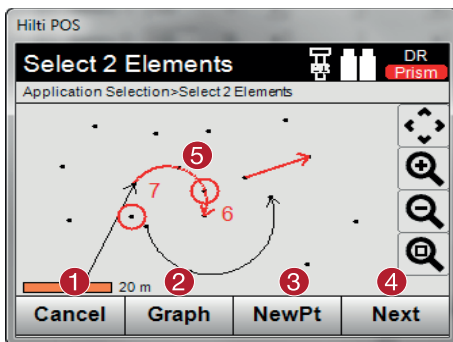 Hilti POS
Select 2 Elements
DR
Prism
Application Selection>Select 2 Elements
5
7
6
1
2
3
4
20 m
Cancel
Graph
NewPt
Next